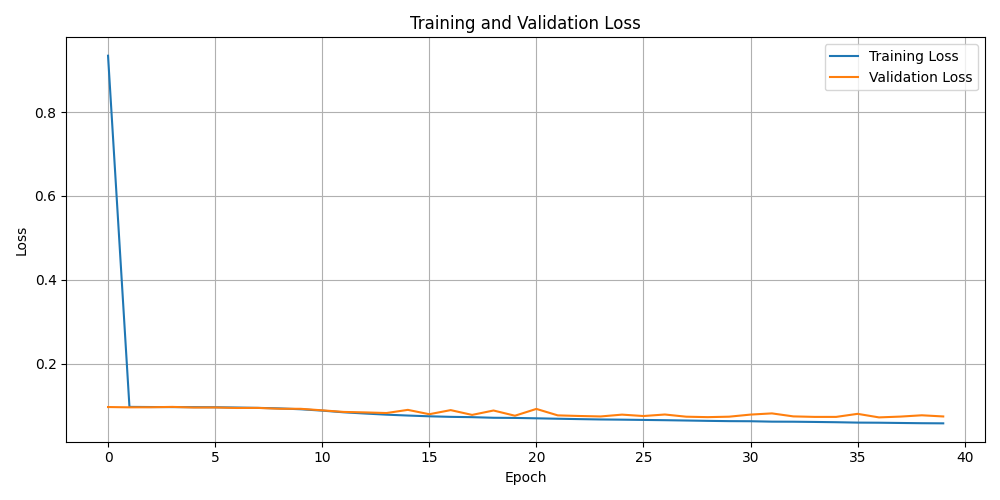 Training and Validation Loss
Training Loss
Validation Loss
Loss
0.8
0.6
0.4
0.2
0 5 10 15 20 25 30 35 40
Epoch